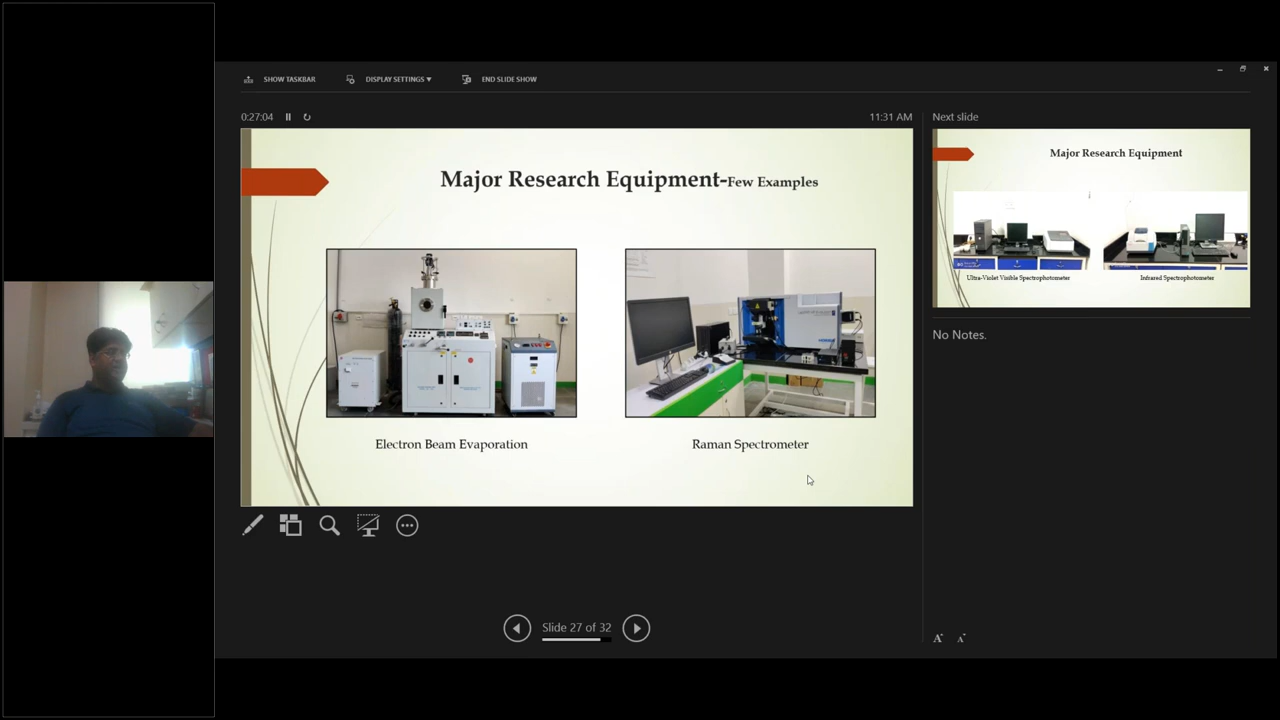 SHOW TASKBAR
DISPLAY SETTINGS ▾
END SLIDE SHOW
0:27:04
11:31 AM
Major Research Equipment-Few Examples
Electron Beam Evaporation
Raman Spectrometer
Slide 27 of 32
Next slide
Major Research Equipment
Ultra-Violet Visible Spectrophotometer
Infrared Spectrophotometer
No Notes.
A
A